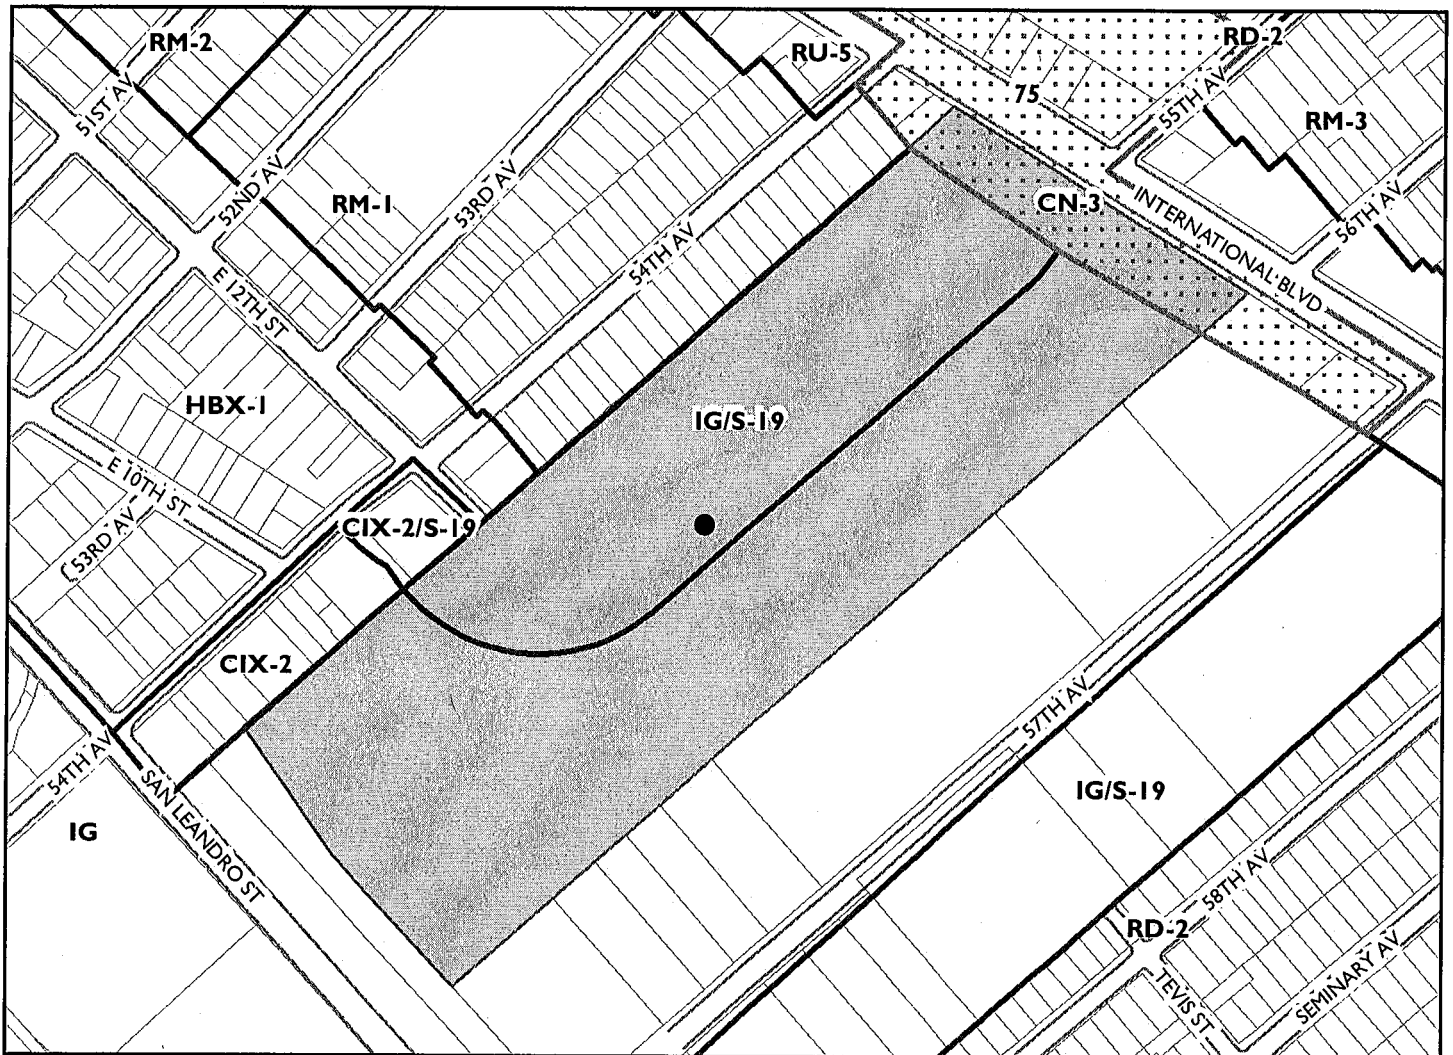 RM-2
RU-5
RD-2
75
51ST AV
55TH AV
RM-3
52ND AV
RM-1
53RD AV
CN-3
INTERNATIONAL BLVD
56TH AV
54TH AV
E 12TH ST
HBX-1
IG/S-19
E 10TH ST
CIX-2/S-19
53RD AV
CIX-2
57TH AV
54TH AV
SAN LEANDRO ST
IG
IG/S-19
58TH AV
RD-2
SEMINARY AV
TEVIS ST